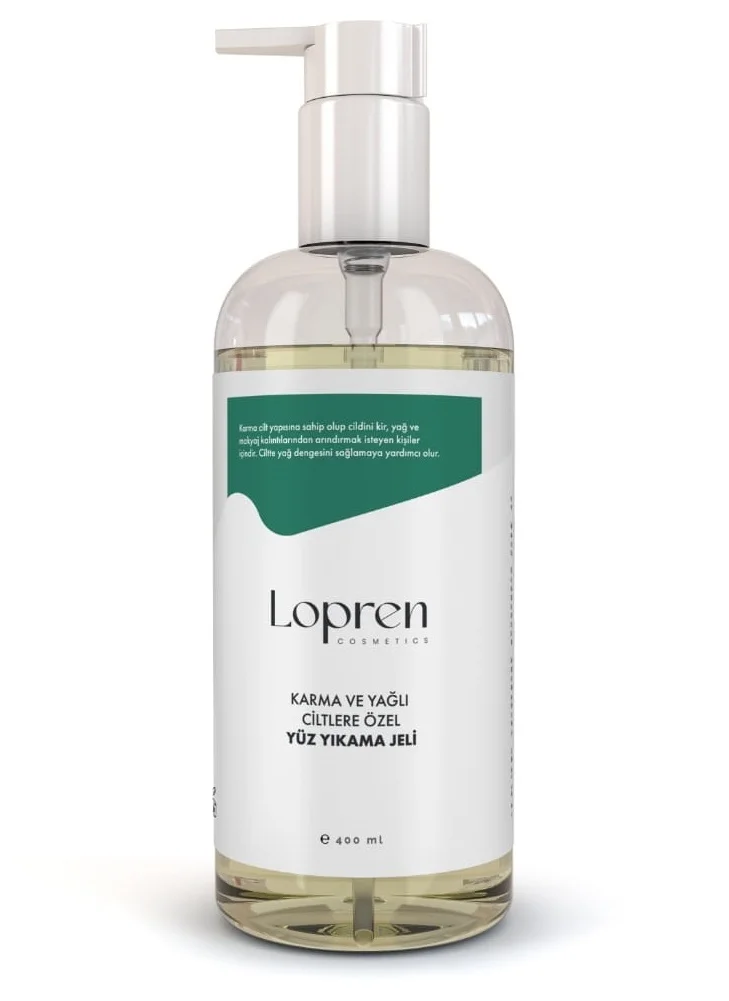 Karma cilt yapısına sahip olup cildini kir, yağ ve
makyaj kalıntılarından arındırmak isteyen kişiler
içindir. Ciltte yağ dengesini sağlamaya yardımcı olur.
Lopren
COSMETICS
KARMA VE YAĞLI
CİLTLERE ÖZEL
YÜZ YIKAMA JELİ
℮ 400 ml